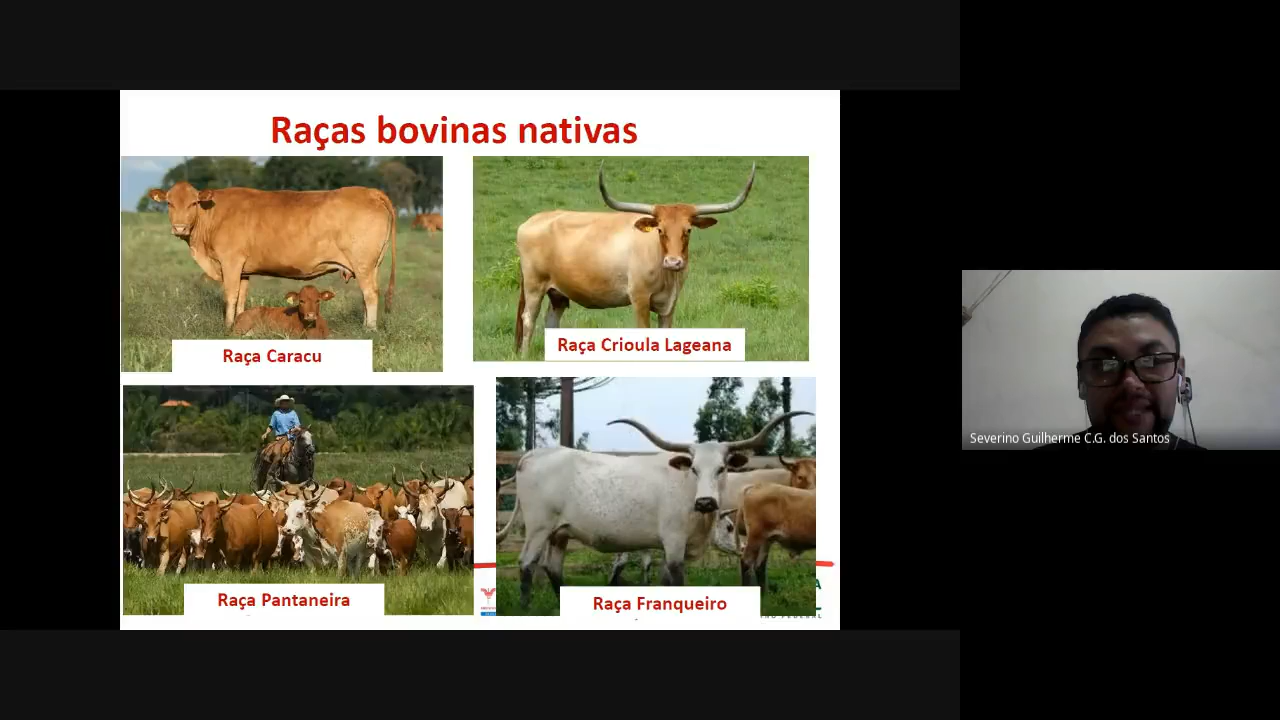 Raças bovinas nativas
Raça Caracu
Raça Crioula Lageana
Raça Pantaneira
Raça Franqueiro
Severino Guilherme C.G. dos Santos